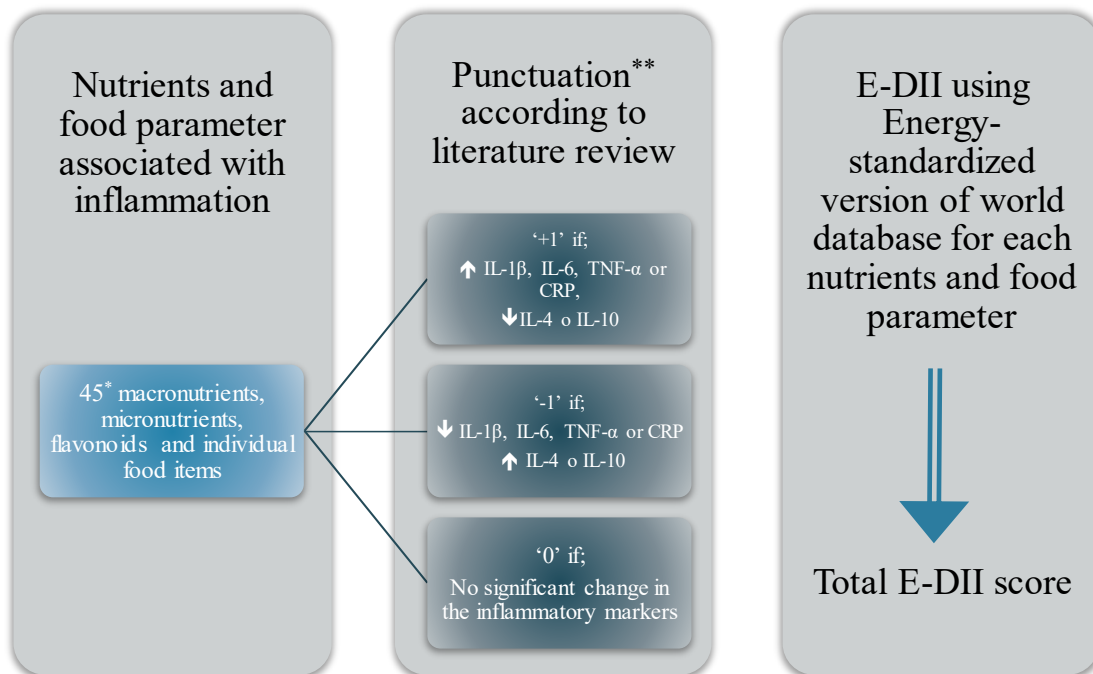 Nutrients and
food parameter
associated with
inflammation
45* macronutrients,
micronutrients,
flavonoids and individual
food items
Punctuation**
according to
literature review
‘+1’ if;
↑ IL-1β, IL-6, TNF-α or
CRP,
↓IL-4 o IL-10
‘-1’ if;
↓ IL-1β, IL-6, TNF-α or CRP
↑ IL-4 o IL-10
‘0’ if;
No significant change in
the inflammatory markers
E-DII using
Energy-
standardized
version of world
database for each
nutrients and food
parameter
Total E-DII score